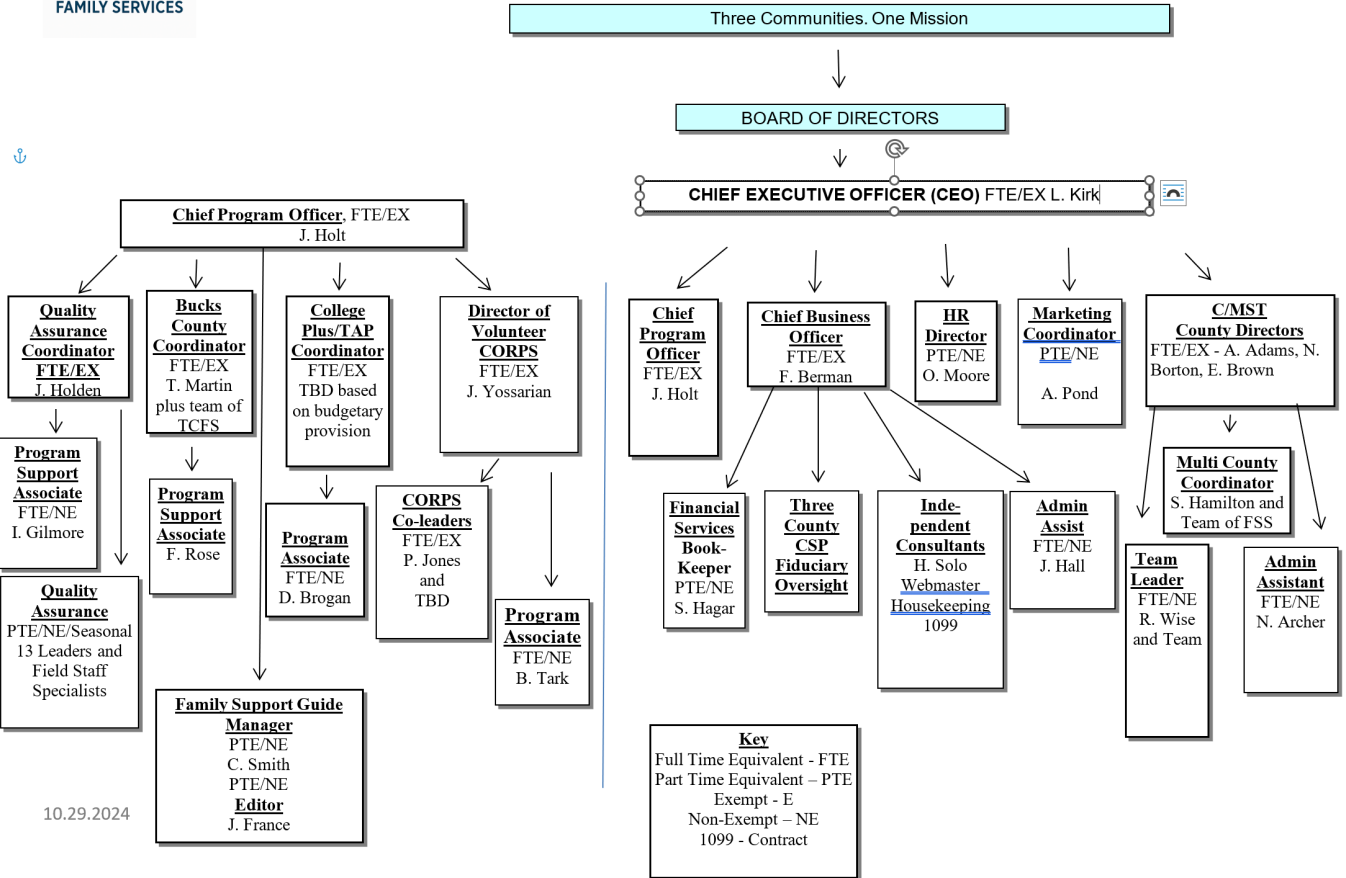 FAMILY SERVICES
Three Communities. One Mission
BOARD OF DIRECTORS
CHIEF EXECUTIVE OFFICER (CEO) FTE/EX L. Kirk
Chief Program Officer, FTE/EX
J. Holt
Quality
Assurance
Coordinator
FTE/EX
J. Holden
Bucks
County
Coordinator
FTE/EX
T. Martin
plus team of
TCFS
College
Plus/TAP
Coordinator
FTE/EX
TBD based
on budgetary
provision
Director of
Volunteer
CORPS
FTE/EX
J. Yossarian
Chief
Program
Officer
FTE/EX
J. Holt
Chief Business
Officer
FTE/EX
F. Berman
HR
Director
PTE/NE
O. Moore
Marketing
Coordinator
PTE/NE
A. Pond
C/MST
County Directors
FTE/EX - A. Adams, N.
Borton, E. Brown
Program
Support
Associate
FTE/NE
I. Gilmore
Program
Support
Associate
F. Rose
Program
Associate
FTE/NE
D. Brogan
CORPS
Co-leaders
FTE/EX
P. Jones
and
TBD
Program
Associate
FTE/NE
B. Tark
Quality
Assurance
PTE/NE/Seasonal
13 Leaders and
Field Staff
Specialists
Family Support Guide
Manager
PTE/NE
C. Smith
PTE/NE
Editor
J. France
Financial
Services
Book-
Keeper
PTE/NE
S. Hagar
Three
County
CSP
Fiduciary
Oversight
Inde-
pendent
Consultants
H. Solo
Webmaster
Housekeeping
1099
Admin
Assist
FTE/NE
J. Hall
Multi County
Coordinator
S. Hamilton and
Team of FSS
Team
Leader
FTE/NE
R. Wise
and Team
Admin
Assistant
FTE/NE
N. Archer
Key
Full Time Equivalent - FTE
Part Time Equivalent – PTE
Exempt - E
Non-Exempt – NE
1099 - Contract
10.29.2024